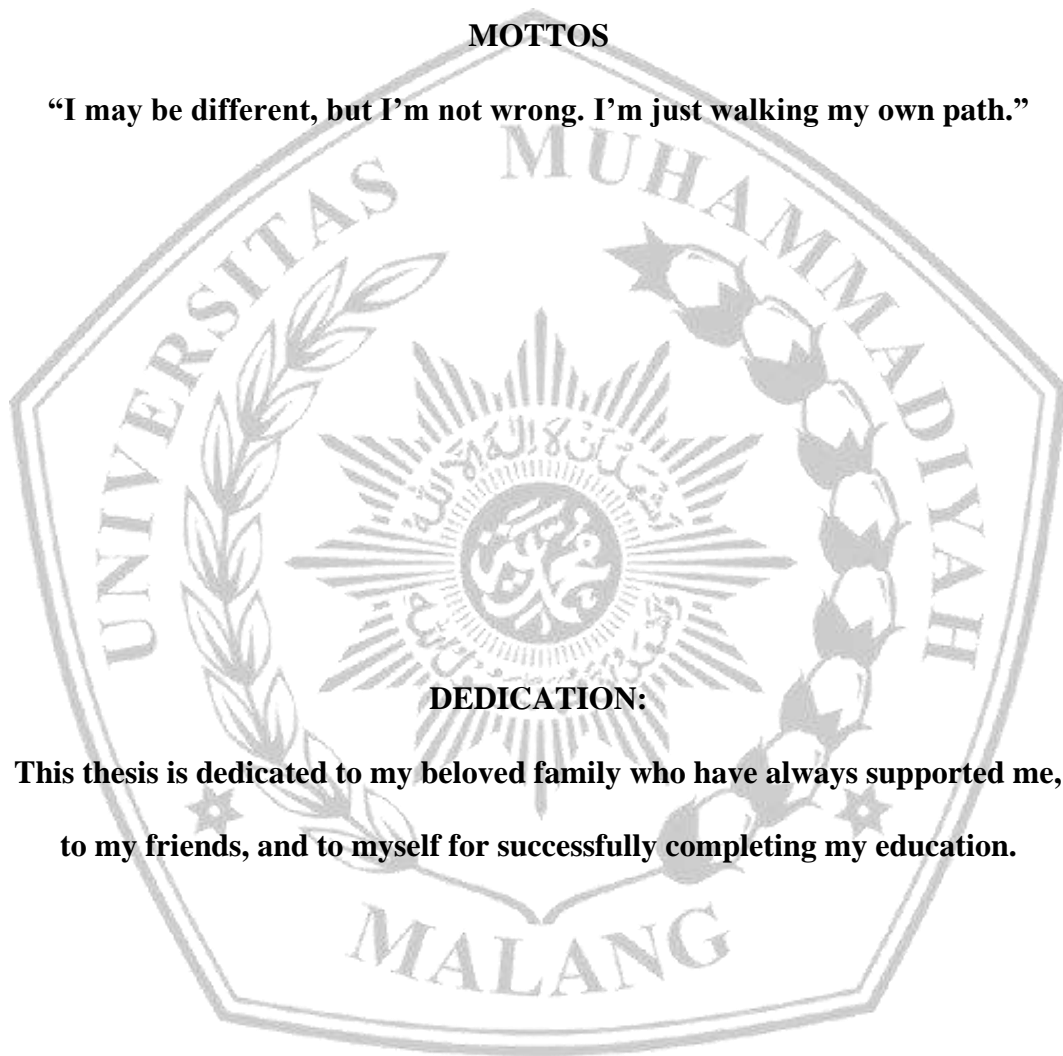 MOTTOS
“I may be different, but I’m not wrong. I’m just walking my own path.”
UNIVERSITAS MUHAMMADIYAH
DEDICATION:
This thesis is dedicated to my beloved family who have always supported me,
to my friends, and to myself for successfully completing my education.
MALANG